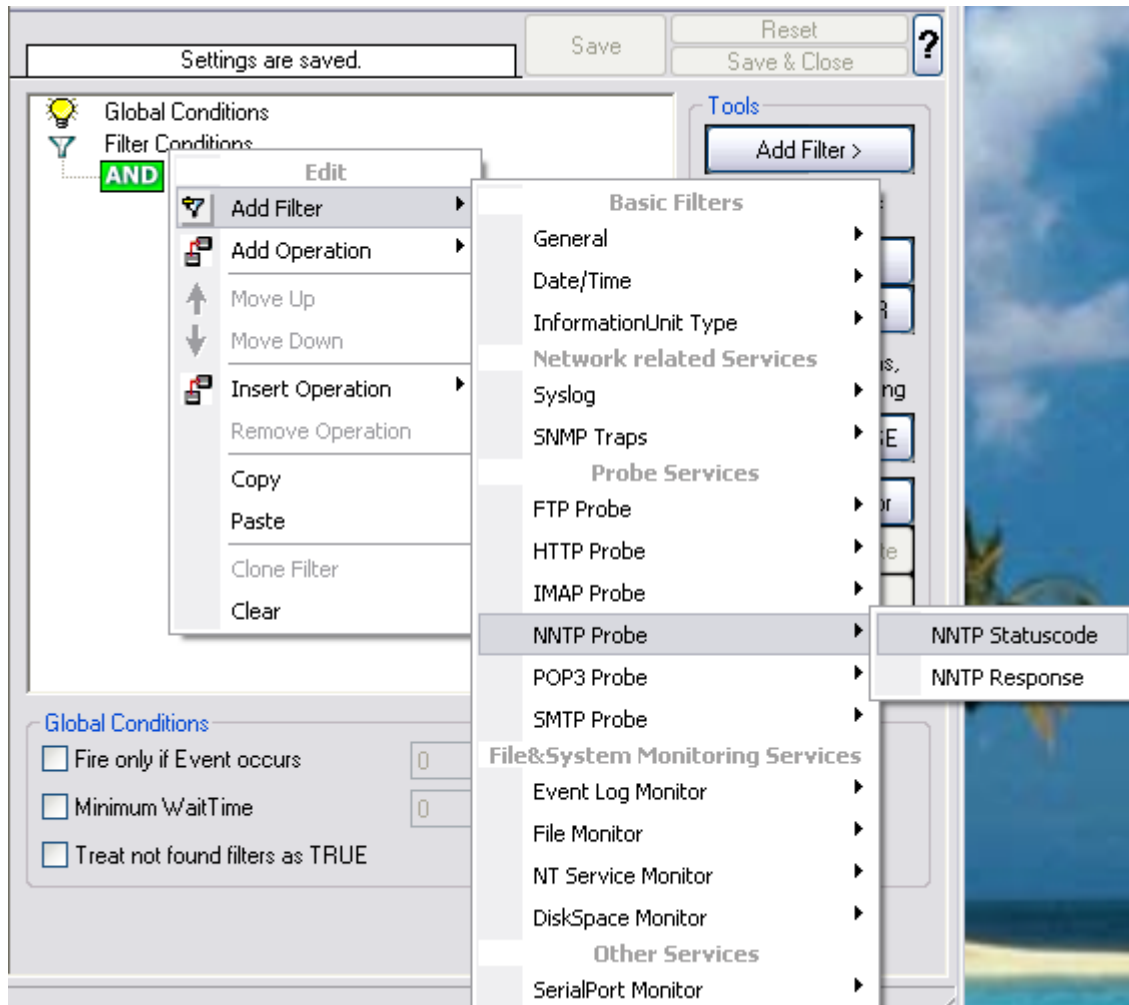 Settings are saved.
Save
Reset
Save & Close
?
Global Conditions
Filter Conditions
AND
Tools
Add Filter >
Edit
Add Filter
Add Operation
Move Up
Move Down
Insert Operation
Remove Operation
Copy
Paste
Clone Filter
Clear
Basic Filters
General
Date/Time
InformationUnit Type
Network related Services
Syslog
SNMP Traps
Probe Services
FTP Probe
HTTP Probe
IMAP Probe
NNTP Probe
POP3 Probe
SMTP Probe
File&System Monitoring Services
Event Log Monitor
File Monitor
NT Service Monitor
DiskSpace Monitor
Other Services
SerialPort Monitor
NNTP Statuscode
NNTP Response
Global Conditions
Fire only if Event occurs
0
Minimum WaitTime
0
Treat not found filters as TRUE